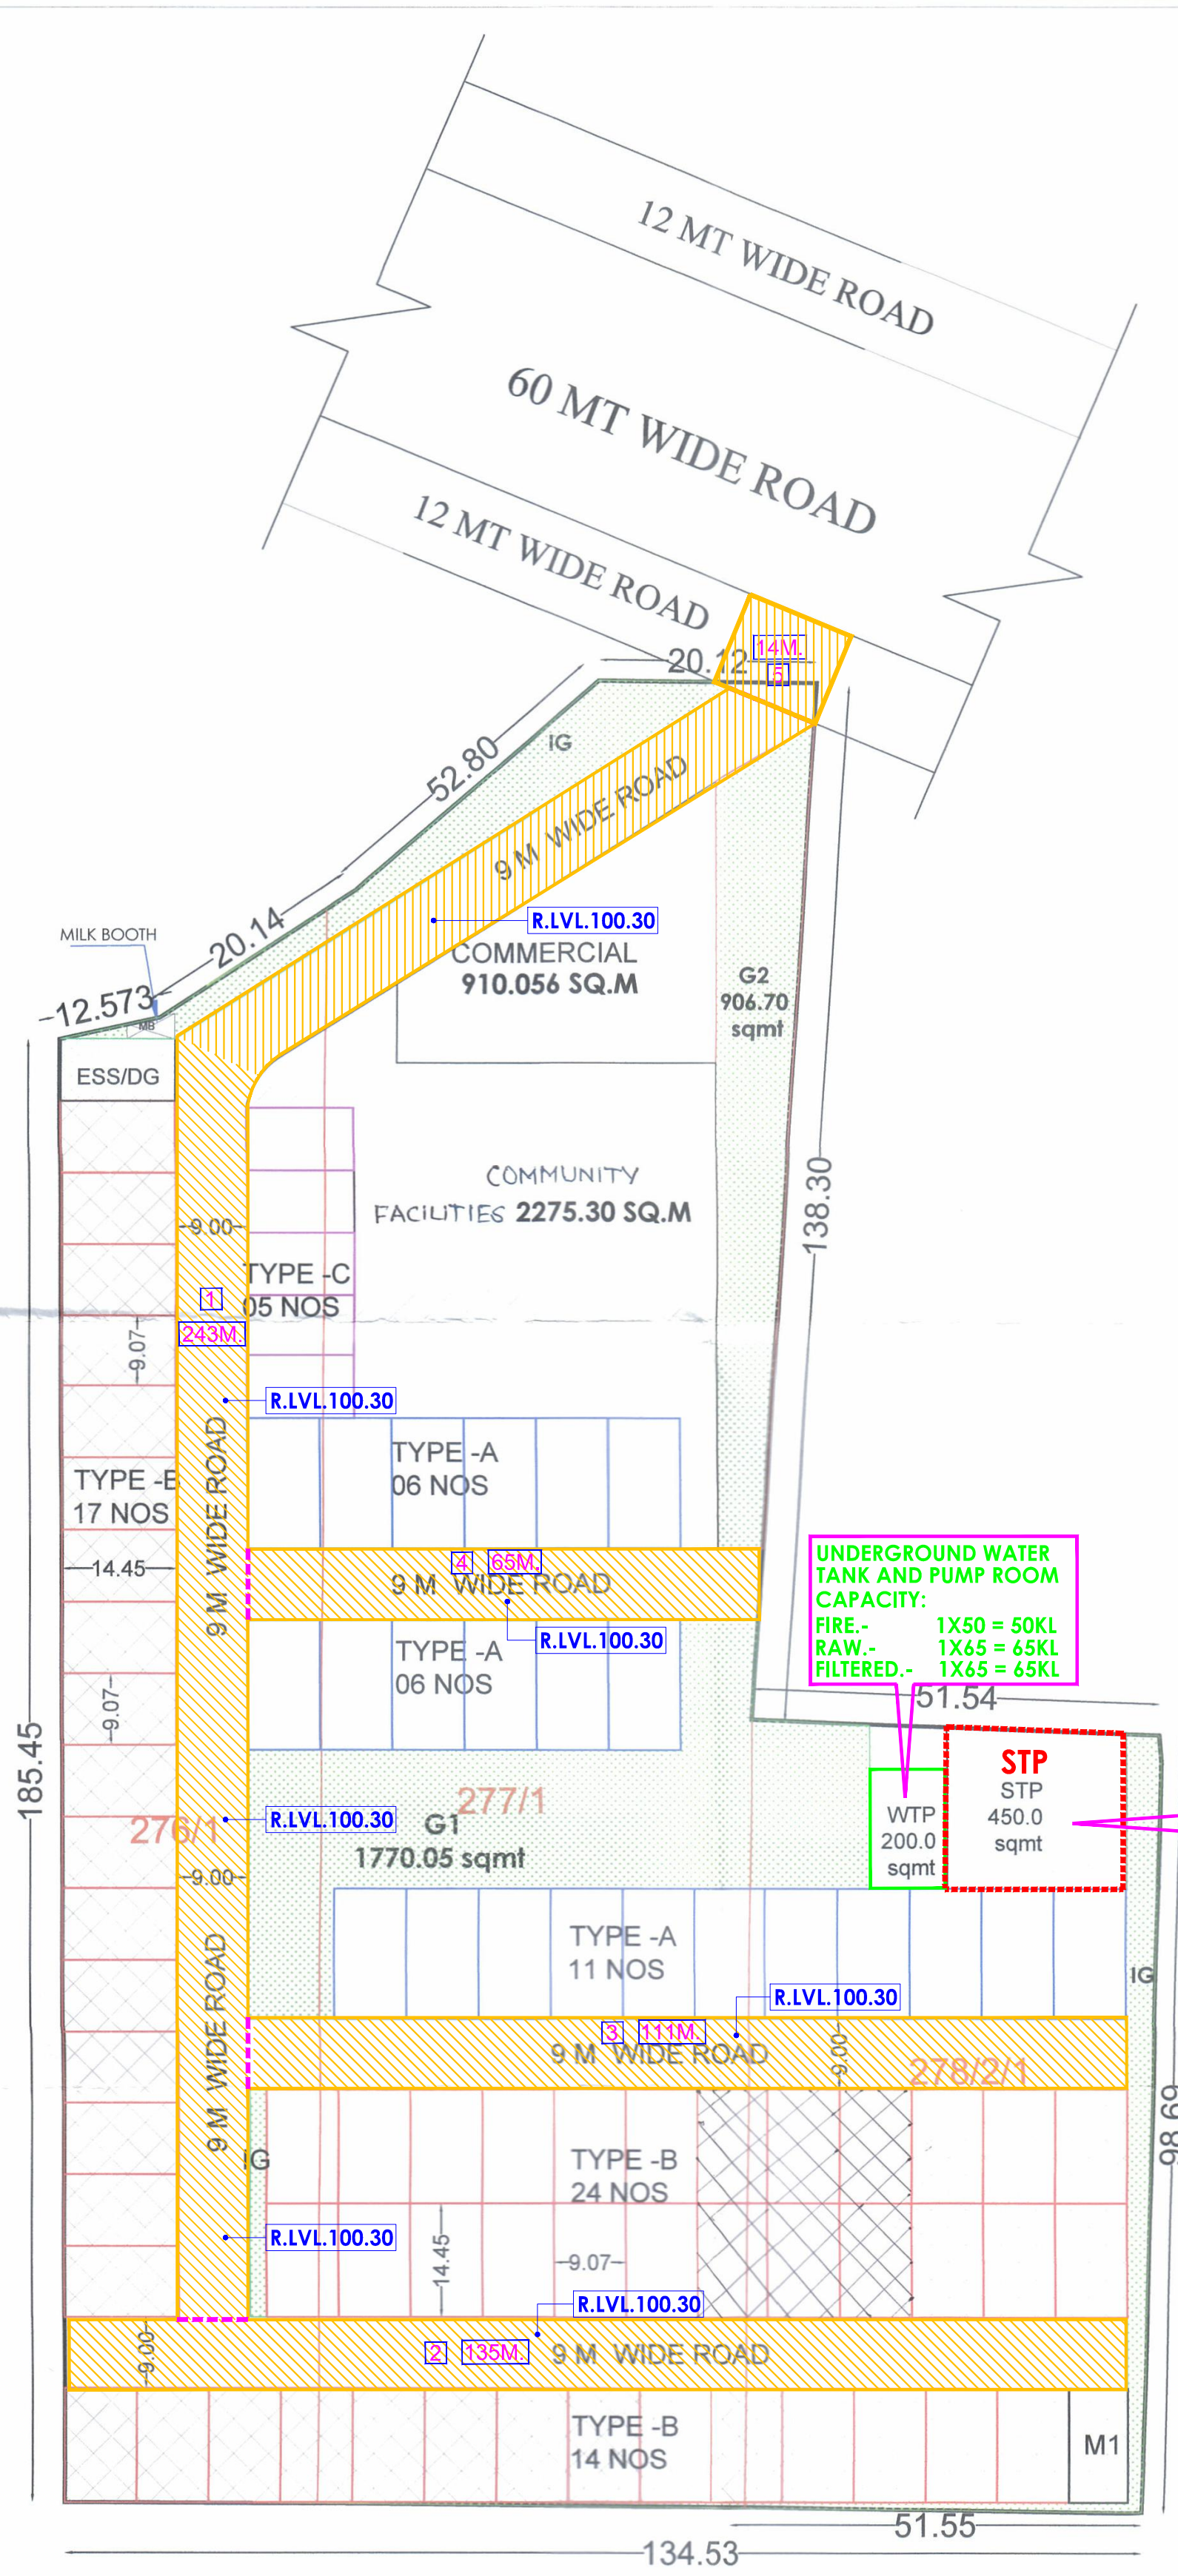 12 MT WIDE ROAD
60 MT WIDE ROAD
12 MT WIDE ROAD
14M.
5
20.12
52.80
IG
9 M WIDE ROAD
R.LVL.100.30
20.14
MILK BOOTH
12.573
MB
ESS/DG
COMMERCIAL
910.056 SQ.M
G2
906.70
sqmt
COMMUNITY
FACILITIES 2275.30 SQ.M
138.30
9.00
TYPE -C
05 NOS
1
243M.
9.07
R.LVL.100.30
9 M WIDE ROAD
TYPE -A
06 NOS
TYPE -B
17 NOS
14.45
4
65M.
9 M WIDE ROAD
R.LVL.100.30
TYPE -A
06 NOS
UNDERGROUND WATER
TANK AND PUMP ROOM
CAPACITY:
FIRE.- 1X50 = 50KL
RAW.- 1X65 = 65KL
FILTERED.- 1X65 = 65KL
51.54
9.07
185.45
STP
STP
450.0
sqmt
WTP
200.0
sqmt
276/1
R.LVL.100.30
277/1
G1
1770.05 sqmt
9.00
TYPE -A
11 NOS
IG
R.LVL.100.30
3
111M.
9 M WIDE ROAD
9.00
278/2/1
9 M WIDE ROAD
98.69
IG
TYPE -B
24 NOS
R.LVL.100.30
14.45
9.07
R.LVL.100.30
9.00
2
135M.
9 M WIDE ROAD
TYPE -B
14 NOS
M1
51.55
134.53